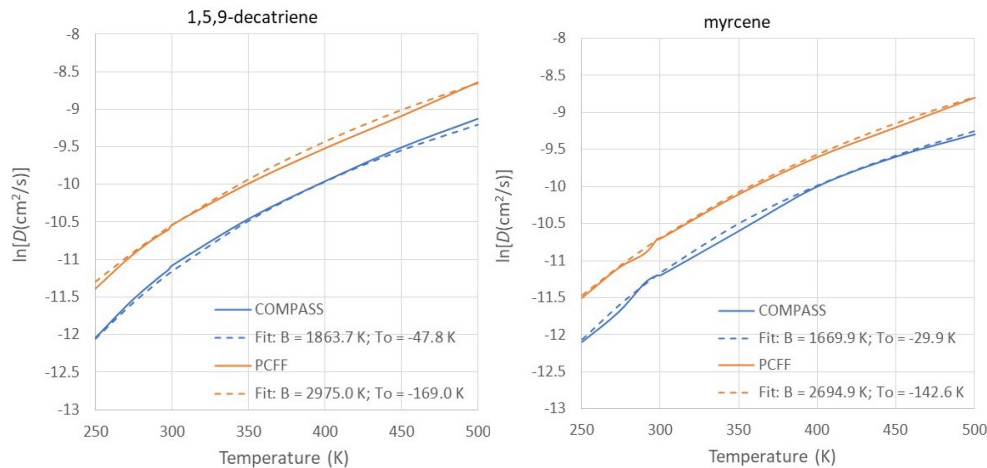 1,5,9-decatriene
-8
-8.5
-9
-9.5
-10
-10.5
-11
-11.5
-12
-12.5
-13
ln[D(cm²/s)]
COMPASS
Fit: B = 1863.7 K; To = -47.8 K
PCFF
Fit: B = 2975.0 K; To = -169.0 K
250 300 350 400 450 500
Temperature (K)
myrcene
-8
-8.5
-9
-9.5
-10
-10.5
-11
-11.5
-12
-12.5
-13
ln[D(cm²/s)]
COMPASS
Fit: B = 1669.9 K; To = -29.9 K
PCFF
Fit: B = 2694.9 K; To = -142.6 K
250 300 350 400 450 500
Temperature (K)